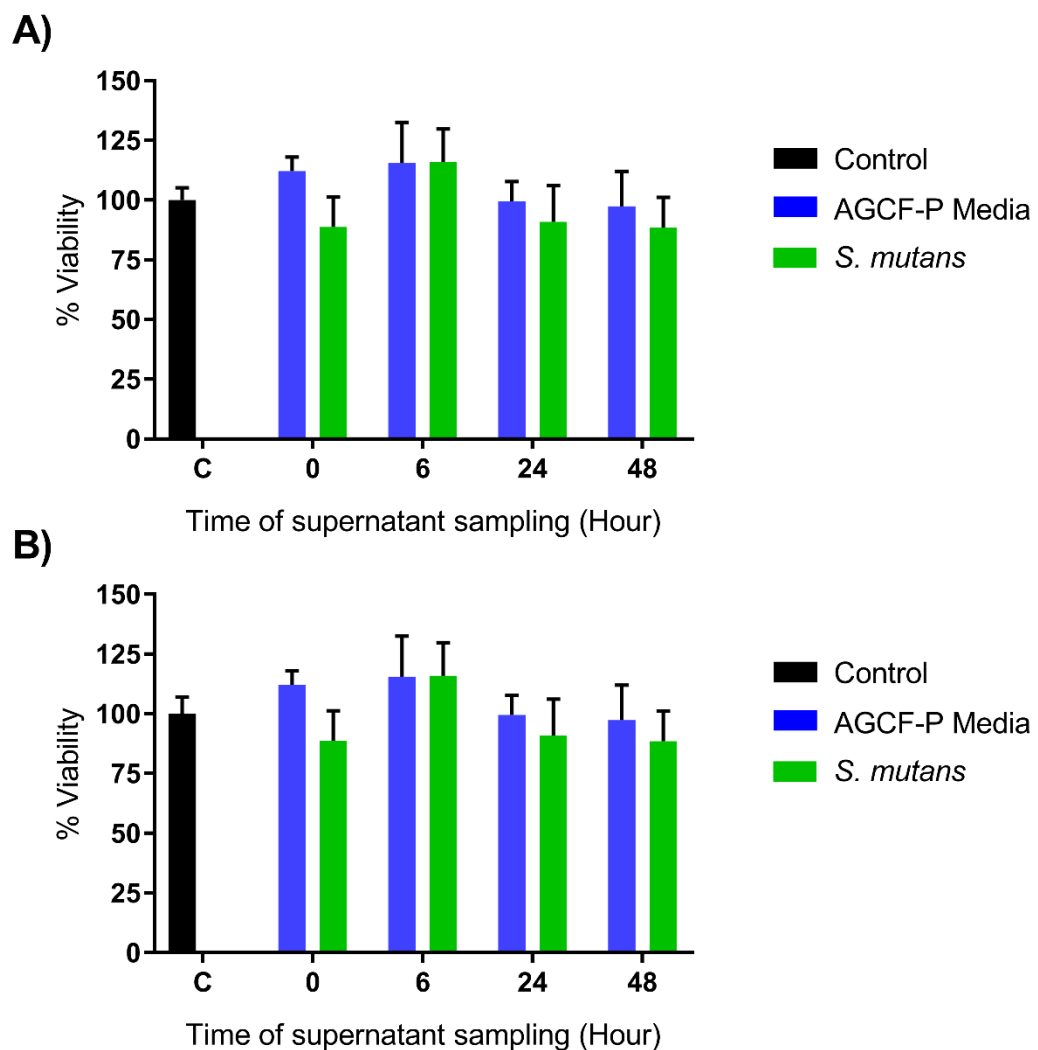 A)
150
125
100
75
50
25
0
% Viability
C 0 6 24 48
Time of supernatant sampling (Hour)
Control
AGCF-P Media
S. mutans
B)
150
125
100
75
50
25
0
% Viability
C 0 6 24 48
Time of supernatant sampling (Hour)
Control
AGCF-P Media
S. mutans